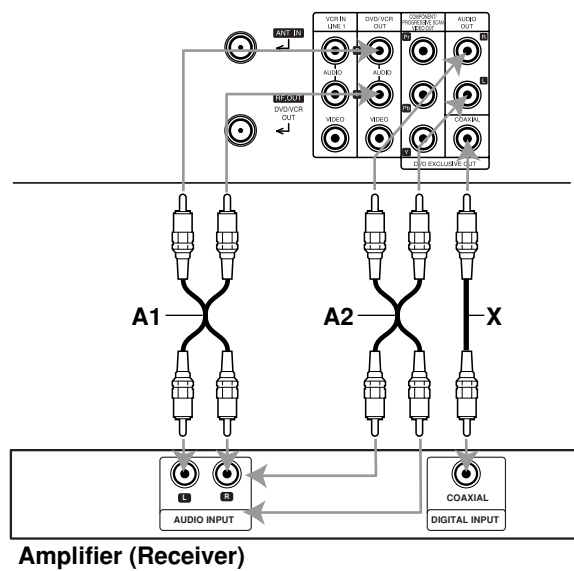 ANT IN
RF.OUT
DVD/VCR
OUT
VCR IN
LINE 1
DVD/VCR
OUT
COMPONENT/
PROGRESSIVE SCAN
VIDEO OUT
AUDIO
OUT
Pr
R
AUDIO
AUDIO
Pb
L
VIDEO
VIDEO
Y
COAXIAL
DVD EXCLUSIVE OUT
A1
A2
X
L
R
AUDIO INPUT
COAXIAL
DIGITAL INPUT
Amplifier (Receiver)